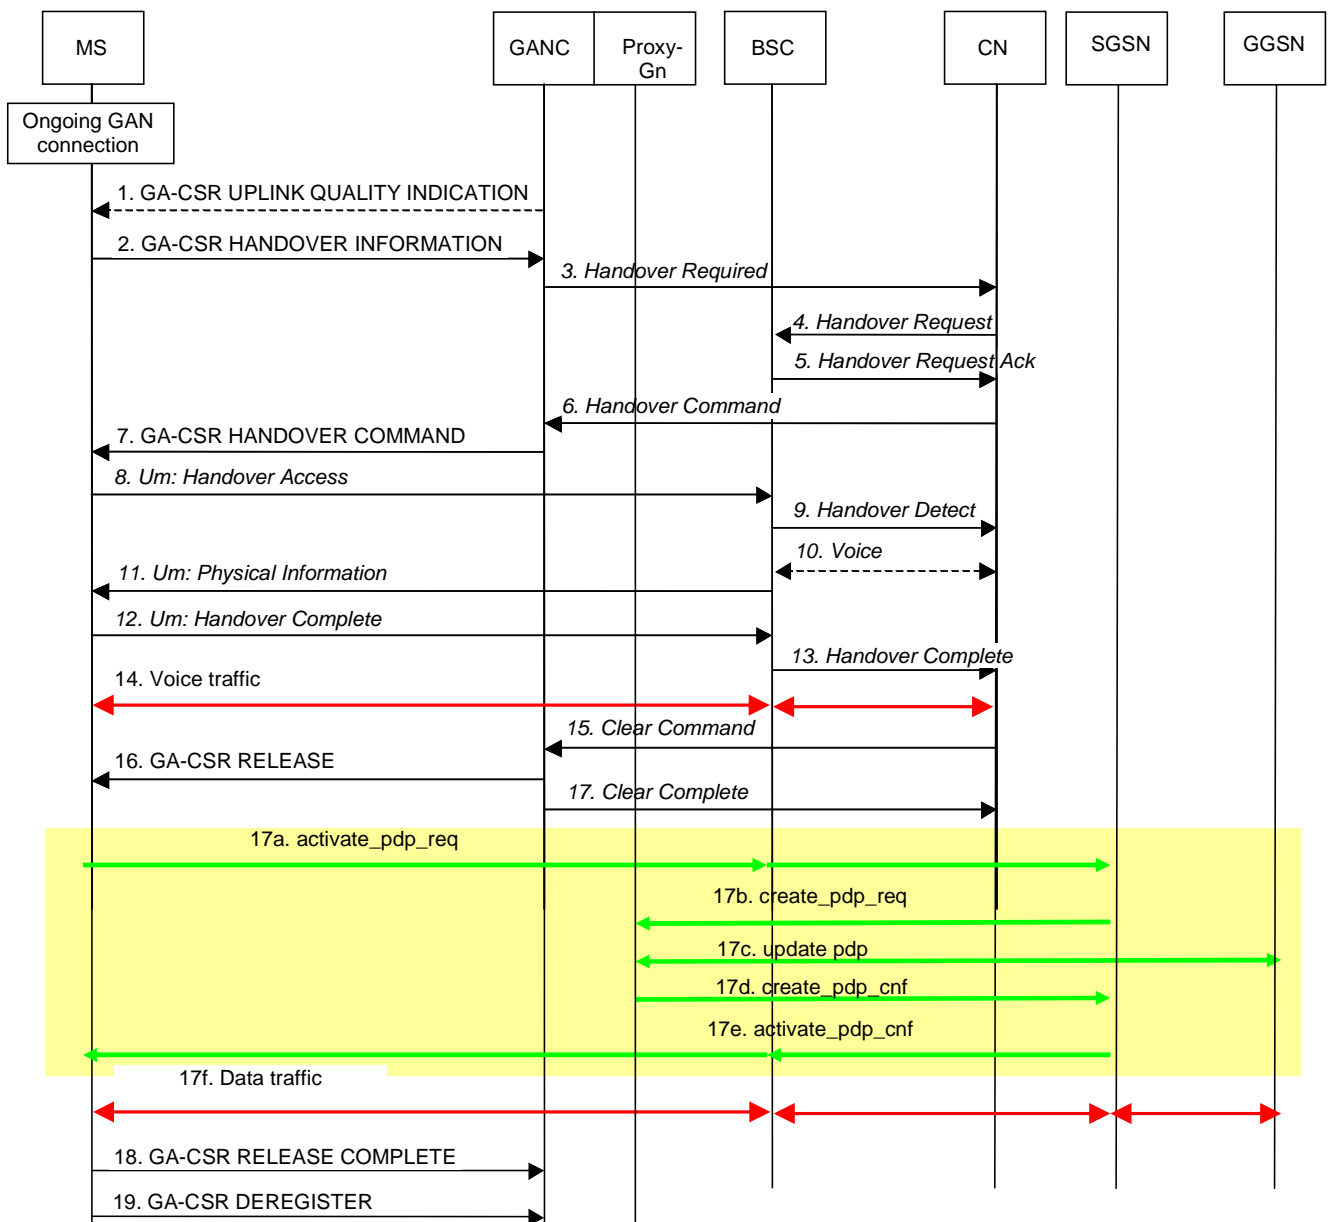 MS
GANC
Proxy-
Gn
BSC
CN
SGSN
GGSN
Ongoing GAN
connection
1. GA-CSR UPLINK QUALITY INDICATION
2. GA-CSR HANDOVER INFORMATION
3. Handover Required
4. Handover Request
5. Handover Request Ack
6. Handover Command
7. GA-CSR HANDOVER COMMAND
8. Um: Handover Access
9. Handover Detect
10. Voice
11. Um: Physical Information
12. Um: Handover Complete
13. Handover Complete
14. Voice traffic
15. Clear Command
16. GA-CSR RELEASE
17. Clear Complete
17a. activate_pdp_req
17b. create_pdp_req
17c. update pdp
17d. create_pdp_cnf
17e. activate_pdp_cnf
17f. Data traffic
18. GA-CSR RELEASE COMPLETE
19. GA-CSR DEREGISTER